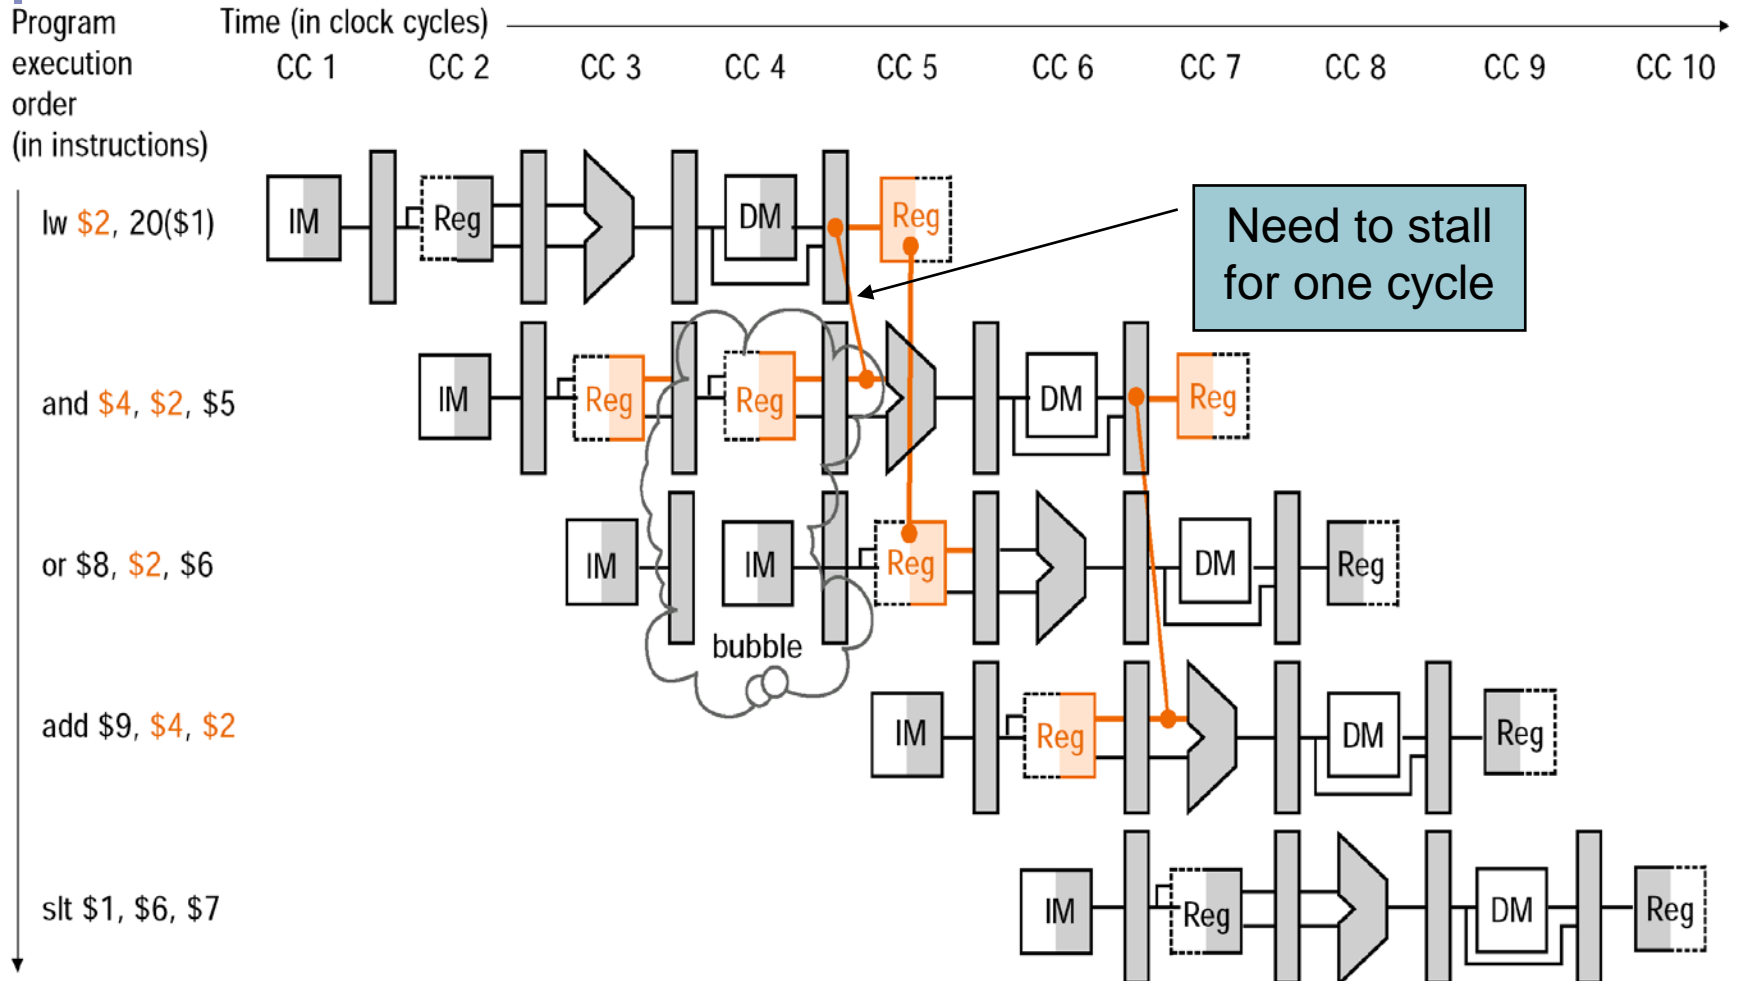 Program
execution
order
(in instructions)
Time (in clock cycles)
CC 1 CC 2 CC 3 CC 4 CC 5 CC 6 CC 7 CC 8 CC 9 CC 10
lw $2, 20($1)
IM Reg DM Reg
Need to stall
for one cycle
and $4, $2, $5
IM Reg Reg DM Reg
or $8, $2, $6
IM IM Reg DM Reg
bubble
add $9, $4, $2
IM Reg DM Reg
slt $1, $6, $7
IM Reg DM Reg